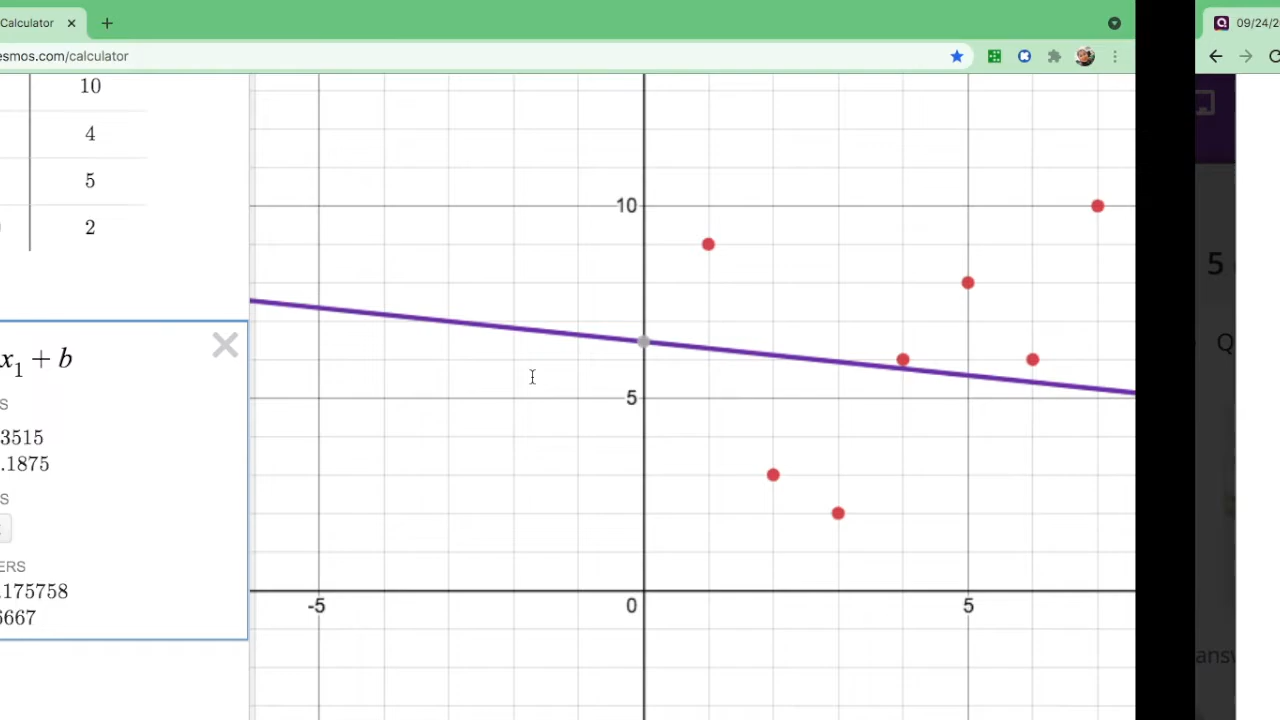 Calculator
09/24/2
esmos.com/calculator
10
4
5
2
x₁ + b
S
3515
.1875
S
ERS
.175758
6667
10
5
0
-5
5
5
Q
answ